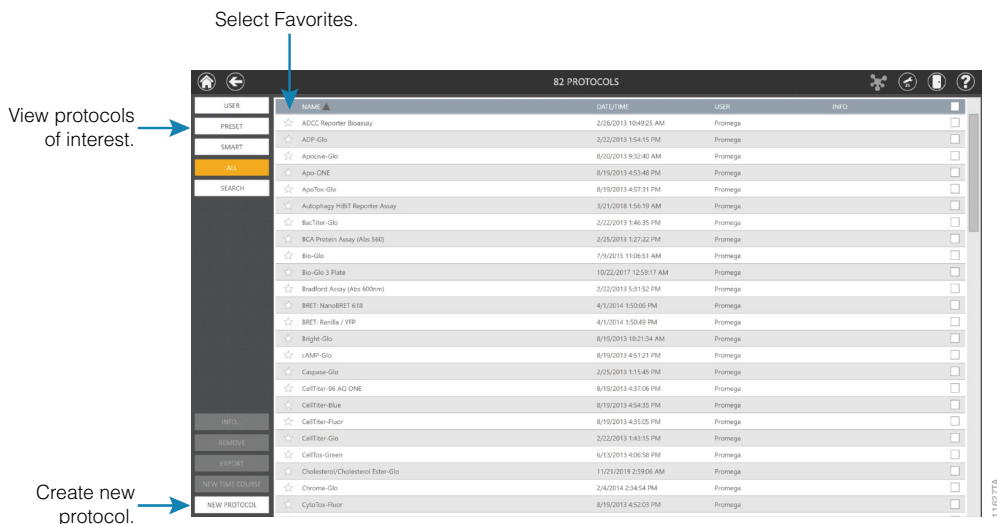 Select Favorites.
82 PROTOCOLS
View protocols
of interest.
USER
PRESET
SMART
ALL
SEARCH
NAME DATE/TIME USER INFO
ADCC Reporter Bioassay 2/26/2013 10:49:25 AM Promega
ADP-Glo 2/22/2013 1:54:15 PM Promega
ApoLive-Glo 8/20/2013 9:32:40 AM Promega
Apo-ONE 8/19/2013 4:53:48 PM Promega
ApoTox-Glo 8/19/2013 4:57:31 PM Promega
Autophagy HiBiT Reporter Assay 3/21/2018 1:56:19 AM Promega
BacTiter-Glo 2/22/2013 1:46:35 PM Promega
BCA Protein Assay (Abs 560) 2/25/2013 1:27:22 PM Promega
Bio-Glo 7/9/2015 11:06:51 AM Promega
Bio-Glo 3 Plate 10/22/2017 12:59:17 AM Promega
Bradford Assay (Abs 600nm) 2/22/2013 5:31:52 PM Promega
BRET: NanoBRET 618 4/1/2014 1:50:06 PM Promega
BRET: Renilla / YFP 4/1/2014 1:50:49 PM Promega
Bright-Glo 8/19/2013 10:21:34 AM Promega
cAMP-Glo 8/19/2013 4:51:21 PM Promega
Caspase-Glo 2/25/2013 1:15:45 PM Promega
CellTiter-96 AQ ONE 8/19/2013 4:37:06 PM Promega
CellTiter-Blue 8/19/2013 4:54:35 PM Promega
CellTiter-Fluor 8/19/2013 4:35:05 PM Promega
CellTiter-Glo 2/22/2013 1:43:15 PM Promega
CellTox-Green 6/13/2013 4:06:58 PM Promega
Cholesterol/Cholesterol Ester-Glo 11/21/2019 2:59:06 AM Promega
Chroma-Glo 2/4/2014 2:34:54 PM Promega
CytoTox-Fluor 8/19/2013 4:52:03 PM Promega
INFO...
REMOVE
EXPORT
NEW TIME COURSE
NEW PROTOCOL
Create new
protocol.
11627TA